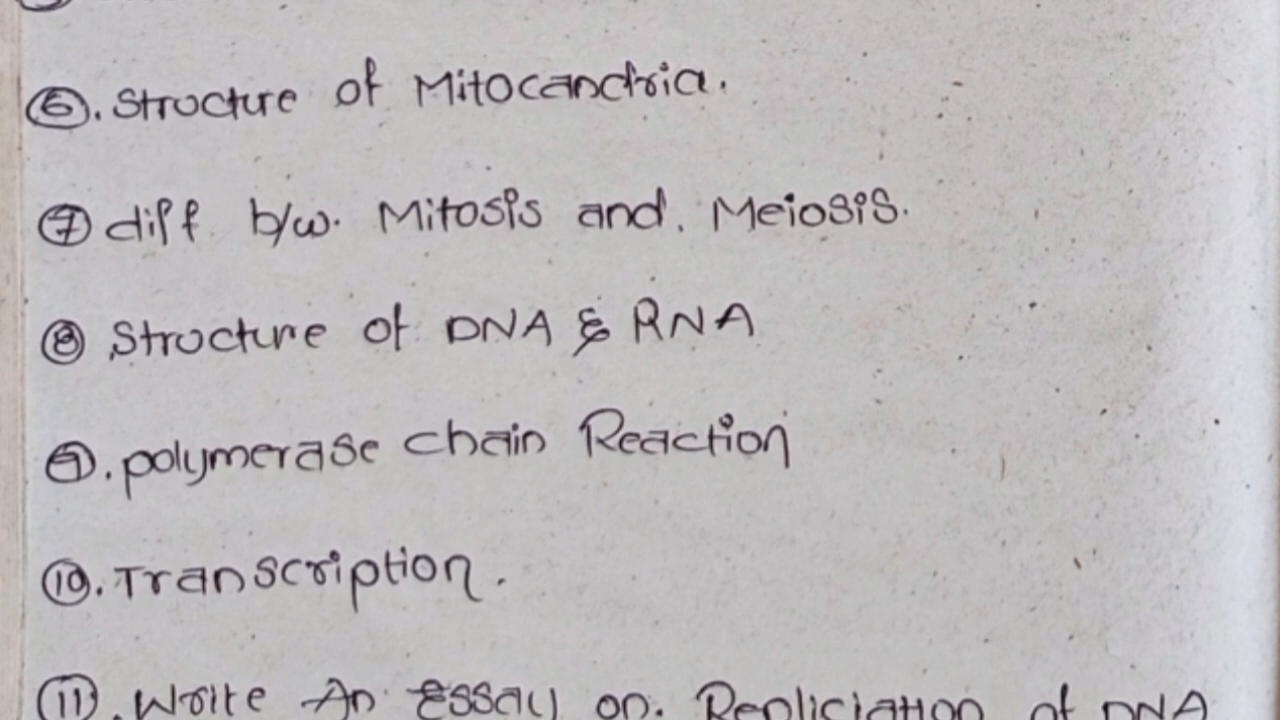 ⑥. Structure of Mitocandria.
⑦ diff b/w. Mitosis and. Meiosis.
⑧ Structure of DNA & RNA
⑨. polymerase chain Reaction
⑩. Transcription.
⑪. Write An Essay on. Repliciation of DNA